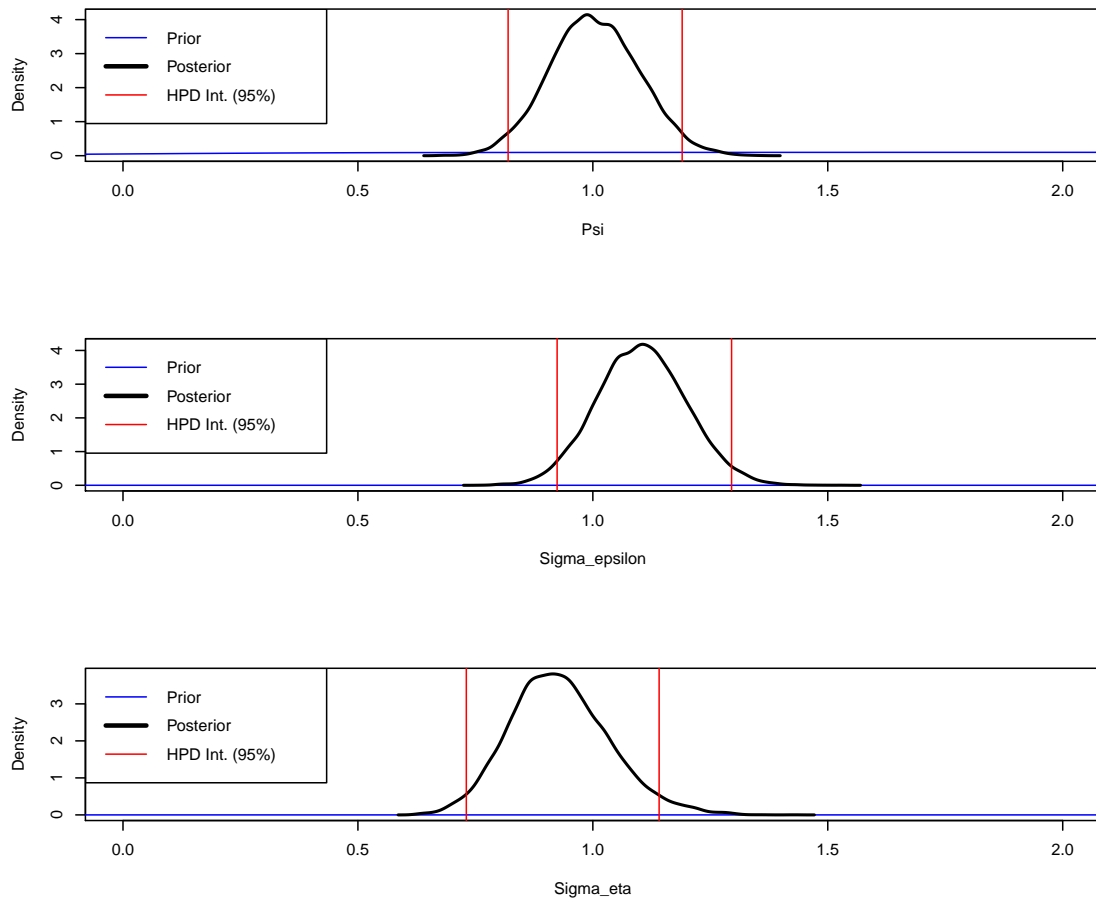 Density
0 1 2 3 4
Prior
Posterior
HPD Int. (95%)
0.0 0.5 1.0 1.5 2.0
Psi
Density
0 1 2 3 4
Prior
Posterior
HPD Int. (95%)
0.0 0.5 1.0 1.5 2.0
Sigma_epsilon
Density
0 1 2 3
Prior
Posterior
HPD Int. (95%)
0.0 0.5 1.0 1.5 2.0
Sigma_eta